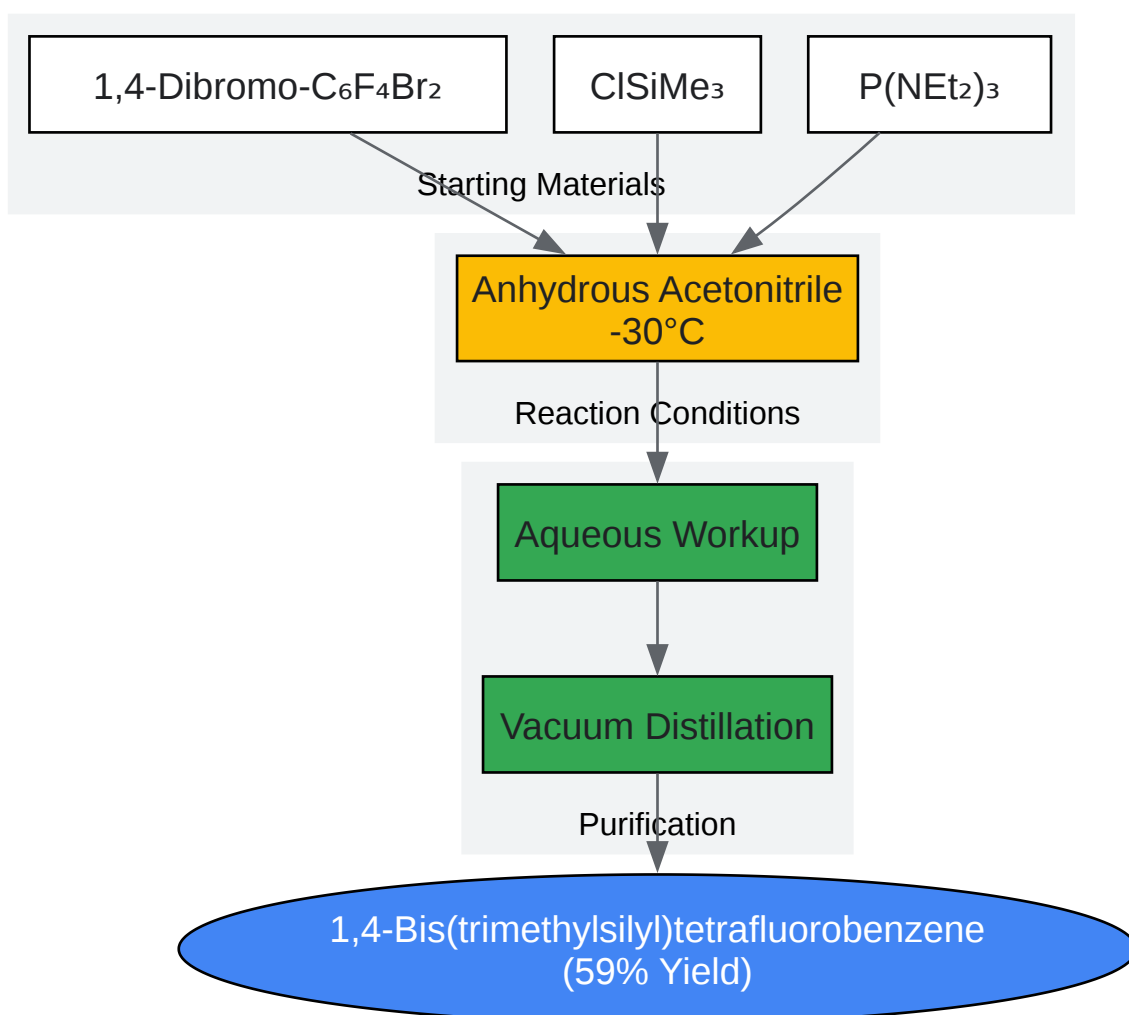 1,4-Dibromo-C₆F₄Br₂
ClSiMe₃
P(NEt₂)₃
Starting Materials
Anhydrous Acetonitrile
-30°C
Reaction Conditions
Aqueous Workup
Vacuum Distillation
Purification
1,4-Bis(trimethylsilyl)tetrafluorobenzene
(59% Yield)